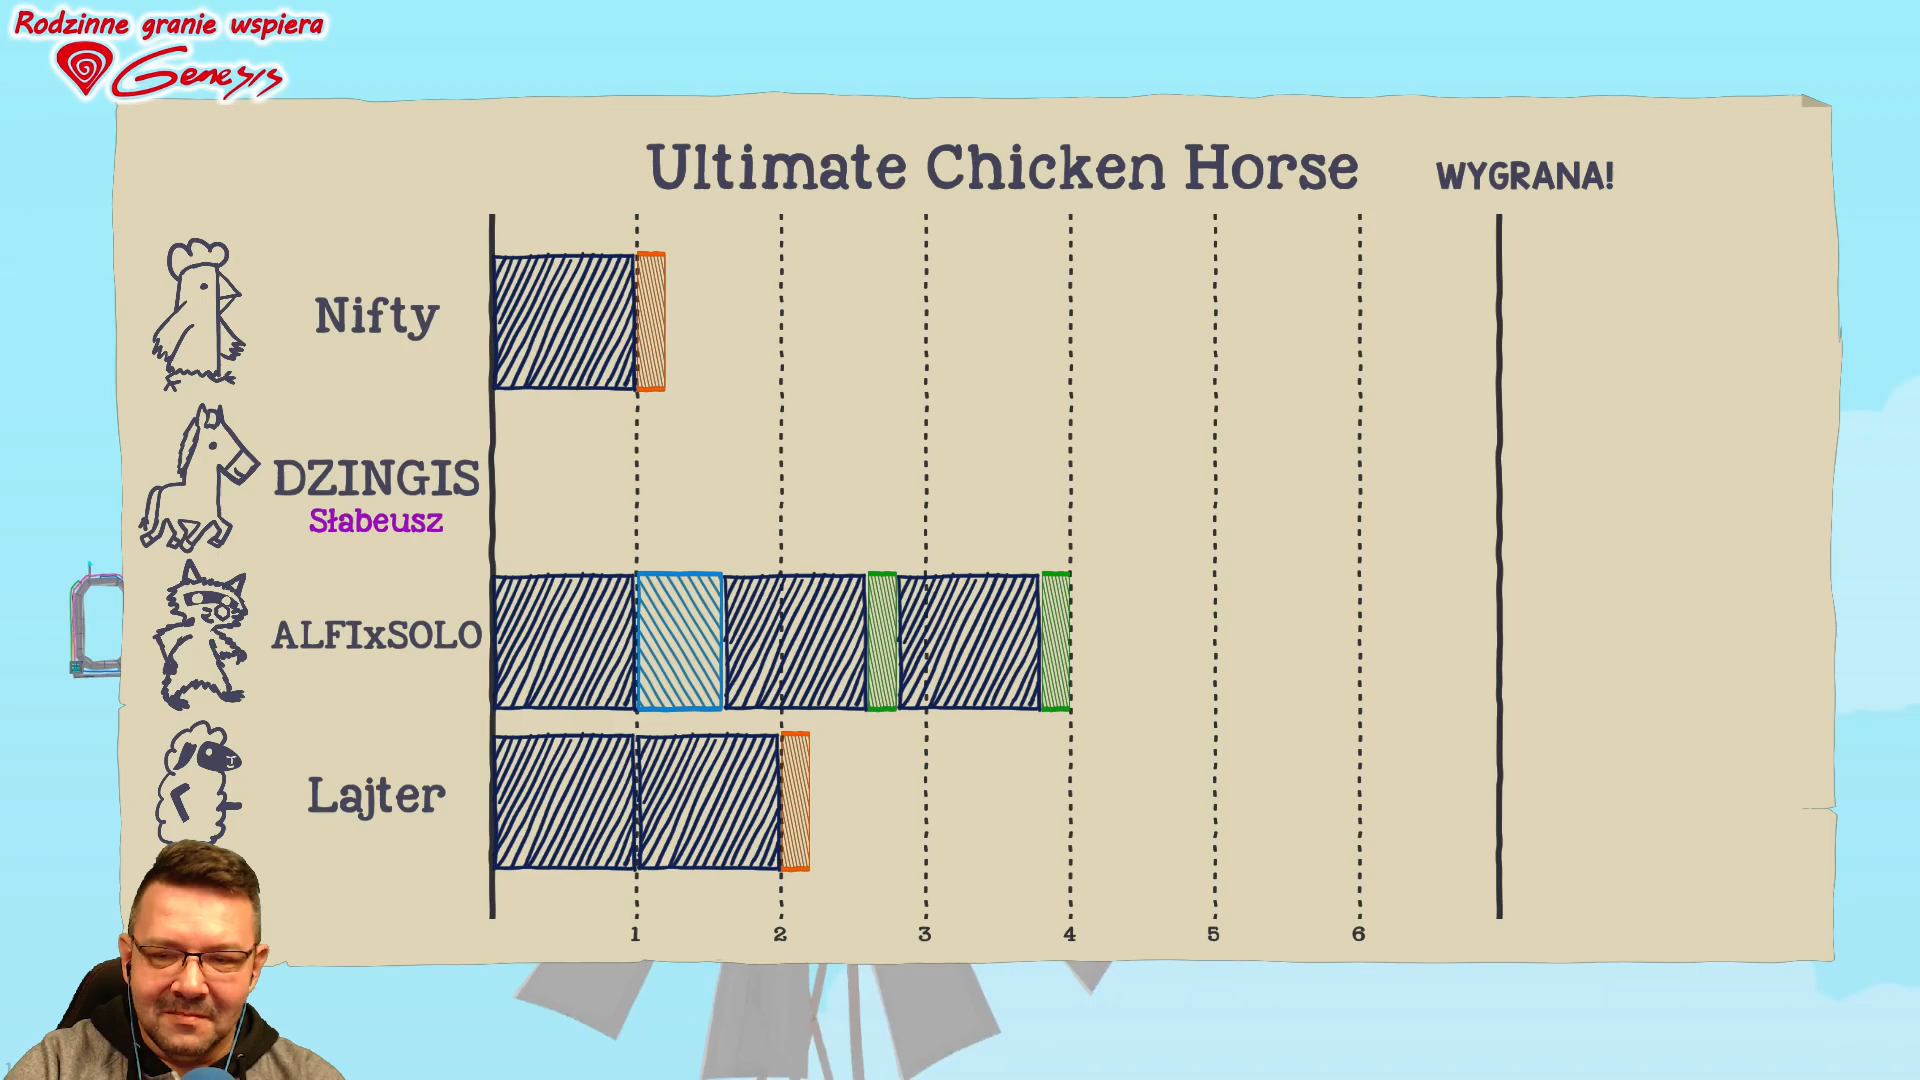 Rodzinne granie wspiera
Genesis
Ultimate Chicken Horse
WYGRANA!
Nifty
DZINGIS
Słabeusz
ALFIxSOLO
Lajter
1 2 3 4 5 6